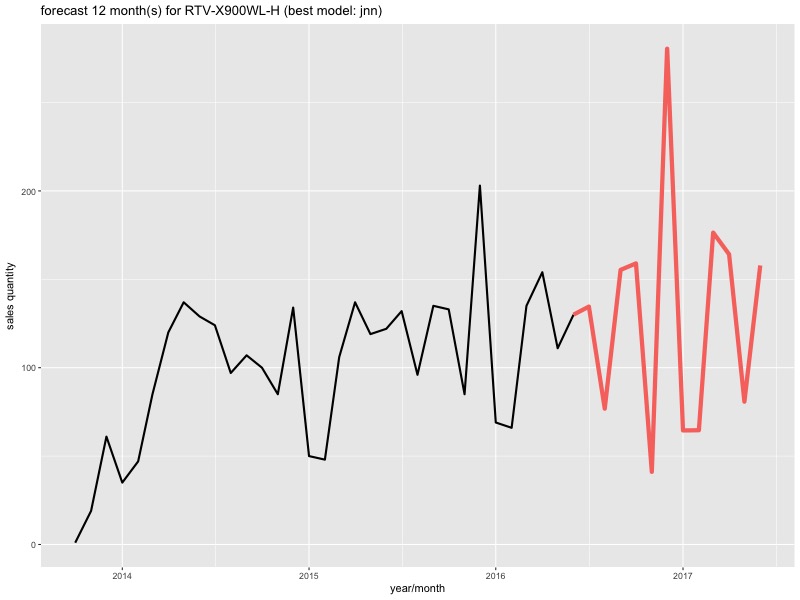 forecast 12 month(s) for RTV-X900WL-H (best model: jnn)
sales quantity
200
100
0
2014 2015 2016 2017
year/month